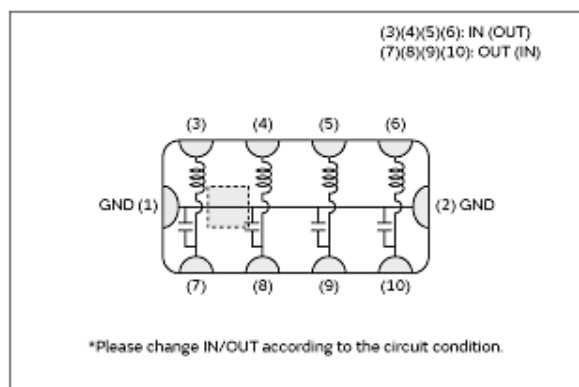 (3)(4)(5)(6): IN (OUT)
(7)(8)(9)(10): OUT (IN)
(3) (4) (5) (6)
GND (1) (2) GND
(7) (8) (9) (10)
*Please change IN/OUT according to the circuit condition.